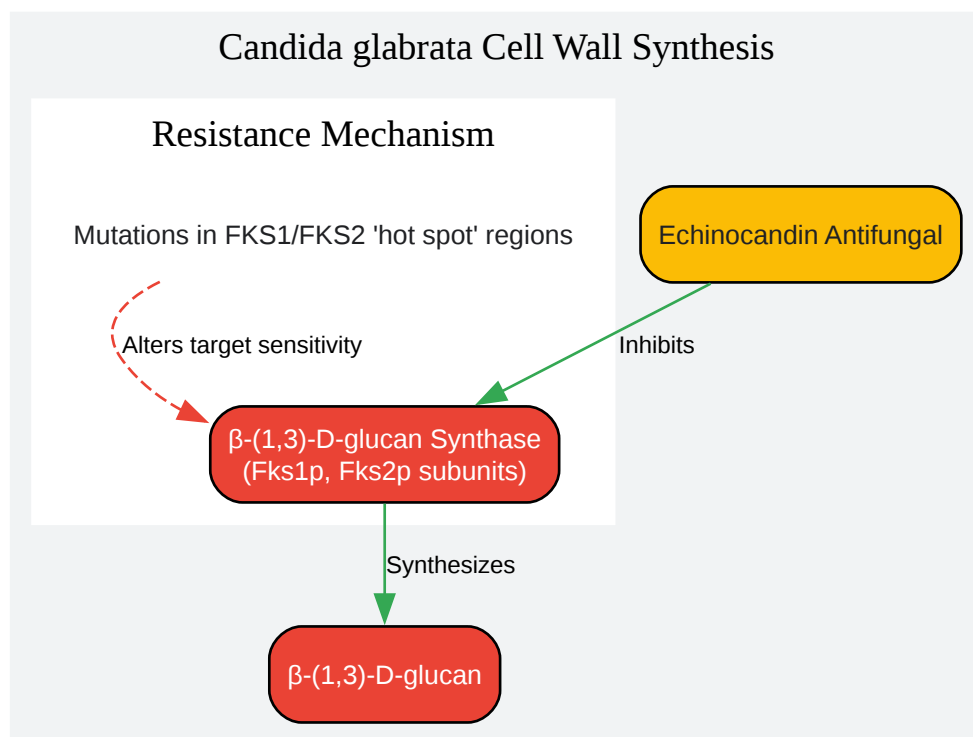 Candida glabrata Cell Wall Synthesis
Resistance Mechanism
Mutations in FKS1/FKS2 'hot spot' regions
Echinocandin Antifungal
Alters target sensitivity
Inhibits
β-(1,3)-D-glucan Synthase
(Fks1p, Fks2p subunits)
Synthesizes
β-(1,3)-D-glucan